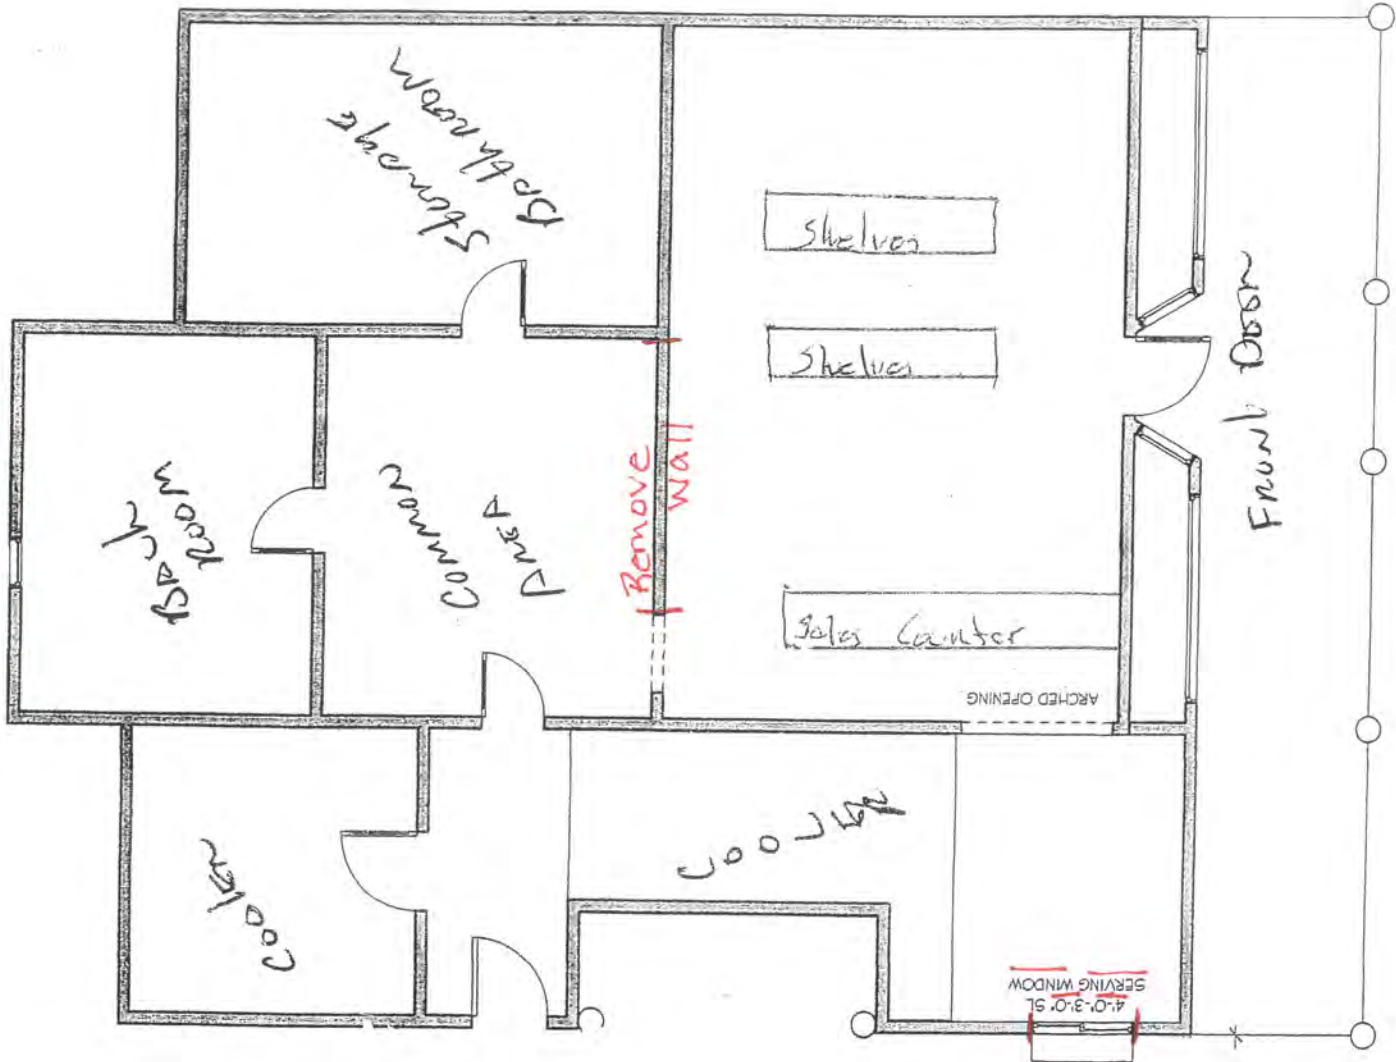 Storage
Bathroom
Shelves
Shelves
Front Door
Back
Room
Common
Area
Remove
Wall
Sales Counter
ARCHED OPENING
Cooler
Cooler
4'-0"-3'-0" SL
SERVING WINDOW